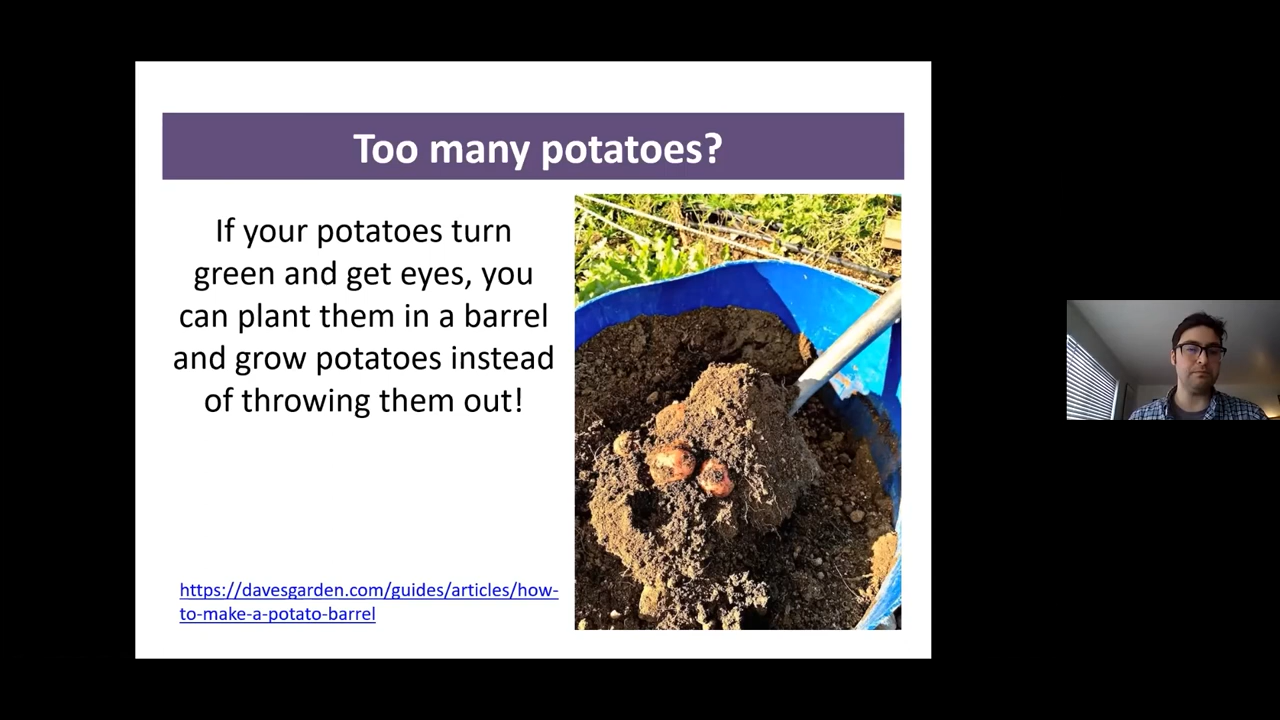 Too many potatoes?
If your potatoes turn
green and get eyes, you
can plant them in a barrel
and grow potatoes instead
of throwing them out!
https://davesgarden.com/guides/articles/how-
to-make-a-potato-barrel